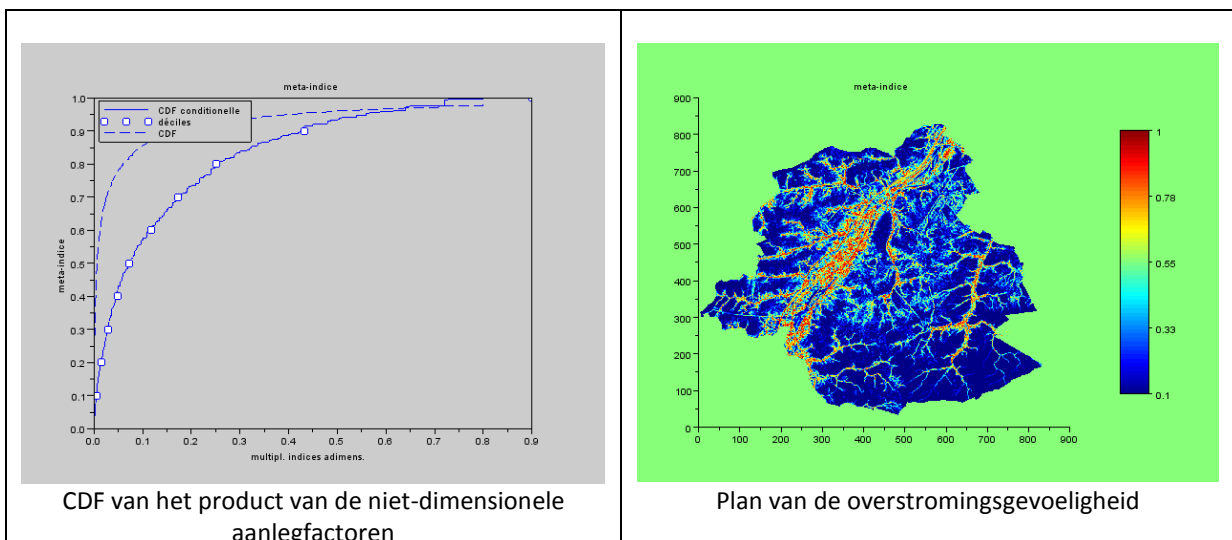 meta-indice
1.0
0.9
0.8
0.7
0.6
0.5
0.4
0.3
0.2
0.1
0.0
meta-indice
CDF conditionelle
déciles
CDF
0.0 0.1 0.2 0.3 0.4 0.5 0.6 0.7 0.8 0.9
multipl. indices adimens.
CDF van het product van de niet-dimensionele
aanlegfactoren
meta-indice
900
800
700
600
500
400
300
200
100
0
0 100 200 300 400 500 600 700 800 900
1
0.78
0.55
0.33
0.1
Plan van de overstromingsgevoeligheid